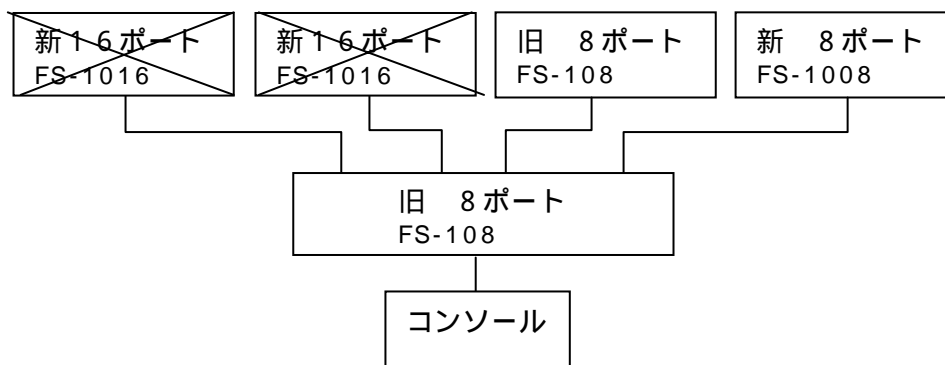 新１６ポート
FS-1016
新１６ポート
FS-1016
旧　８ポート
FS-108
新　８ポート
FS-1008
旧　８ポート
FS-108
コンソール